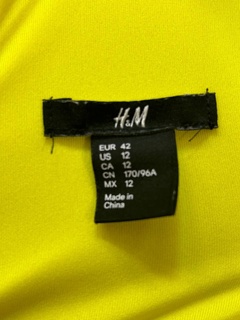 H&M
EUR 42
US 12
CA 12
CN 170/96A
MX 12
Made in
China